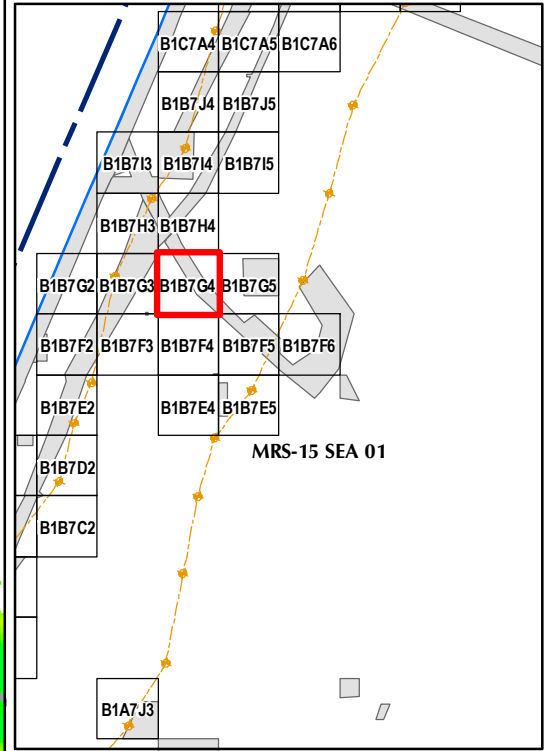 B1C7A4 B1C7A5 B1C7A6
B1B7J4 B1B7J5
B1B7I3 B1B7I4 B1B7I5
B1B7H3 B1B7H4
B1B7G2 B1B7G3 B1B7G4 B1B7G5
B1B7F2 B1B7F3 B1B7F4 B1B7F5 B1B7F6
B1B7E2 B1B7E4 B1B7E5
MRS-15 SEA 01
B1B7D2
B1B7C2
B1A7J3